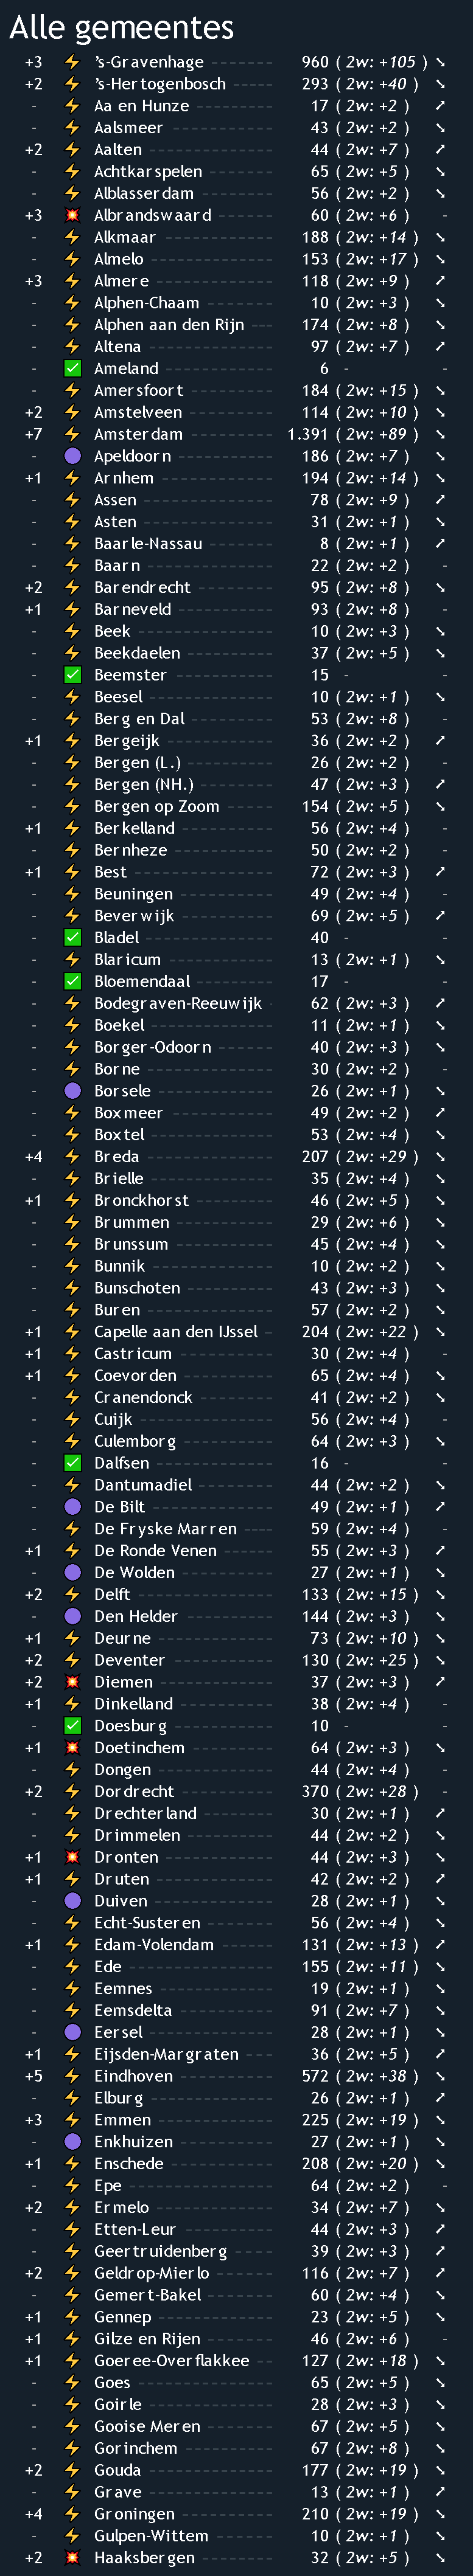 Alle gemeentes
+3 ⚡ 's-Gravenhage 960 ( 2w: +105 ) ↘
+2 ⚡ 's-Hertogenbosch 293 ( 2w: +40 ) ↘
- ⚡ Aa en Hunze 17 ( 2w: +2 ) ↗
- ⚡ Aalsmeer 43 ( 2w: +2 ) ↘
+2 ⚡ Aalten 44 ( 2w: +7 ) ↗
- ⚡ Achtkarspelen 65 ( 2w: +5 ) ↘
- ⚡ Alblasserdam 56 ( 2w: +2 ) ↘
+3 💥 Albrandswaard 60 ( 2w: +6 ) -
- ⚡ Alkmaar 188 ( 2w: +14 ) ↘
- ⚡ Almelo 153 ( 2w: +17 ) ↘
+3 ⚡ Almere 118 ( 2w: +9 ) ↗
- ⚡ Alphen-Chaam 10 ( 2w: +3 ) ↘
- ⚡ Alphen aan den Rijn 174 ( 2w: +8 ) ↘
- ⚡ Altena 97 ( 2w: +7 ) ↗
- ✅ Ameland 6 - -
- ⚡ Amersfoort 184 ( 2w: +15 ) ↘
+2 ⚡ Amstelveen 114 ( 2w: +10 ) ↘
+7 ⚡ Amsterdam 1.391 ( 2w: +89 ) ↘
- 🟣 Apeldoorn 186 ( 2w: +7 ) ↘
+1 ⚡ Arnhem 194 ( 2w: +14 ) ↘
- ⚡ Assen 78 ( 2w: +9 ) ↗
- ⚡ Asten 31 ( 2w: +1 ) ↘
- ⚡ Baarle-Nassau 8 ( 2w: +1 ) ↗
- ⚡ Baarn 22 ( 2w: +2 ) -
+2 ⚡ Barendrecht 95 ( 2w: +8 ) ↘
+1 ⚡ Barneveld 93 ( 2w: +8 ) -
- ⚡ Beek 10 ( 2w: +3 ) ↘
- ⚡ Beekdaelen 37 ( 2w: +5 ) ↘
- ✅ Beemster 15 - -
- ⚡ Beesel 10 ( 2w: +1 ) ↘
- ⚡ Berg en Dal 53 ( 2w: +8 ) -
+1 ⚡ Bergeijk 36 ( 2w: +2 ) ↗
- ⚡ Bergen (L.) 26 ( 2w: +2 ) -
- ⚡ Bergen (NH.) 47 ( 2w: +3 ) ↗
- ⚡ Bergen op Zoom 154 ( 2w: +5 ) ↘
+1 ⚡ Berkelland 56 ( 2w: +4 ) -
- ⚡ Bernheze 50 ( 2w: +2 ) -
+1 ⚡ Best 72 ( 2w: +3 ) ↗
- ⚡ Beuningen 49 ( 2w: +4 ) -
- ⚡ Beverwijk 69 ( 2w: +5 ) ↗
- ✅ Bladel 40 - -
- ⚡ Blaricum 13 ( 2w: +1 ) ↘
- ✅ Bloemendaal 17 - -
- ⚡ Bodegraven-Reeuwijk 62 ( 2w: +3 ) ↗
- ⚡ Boekel 11 ( 2w: +1 ) ↘
- ⚡ Borger-Odoorn 40 ( 2w: +3 ) ↘
- ⚡ Borne 30 ( 2w: +2 ) -
- 🟣 Borsele 26 ( 2w: +1 ) ↘
- ⚡ Boxmeer 49 ( 2w: +2 ) ↗
- ⚡ Boxtel 53 ( 2w: +4 ) ↘
+4 ⚡ Breda 207 ( 2w: +29 ) ↘
- ⚡ Brielle 35 ( 2w: +4 ) ↘
+1 ⚡ Bronckhorst 46 ( 2w: +5 ) ↘
- ⚡ Brummen 29 ( 2w: +6 ) ↘
- ⚡ Brunssum 45 ( 2w: +4 ) ↘
- ⚡ Bunnik 10 ( 2w: +2 ) ↘
- ⚡ Bunschoten 43 ( 2w: +3 ) ↘
- ⚡ Buren 57 ( 2w: +2 ) ↘
+1 ⚡ Capelle aan den IJssel 204 ( 2w: +22 ) ↘
+1 ⚡ Castricum 30 ( 2w: +4 ) -
+1 ⚡ Coevorden 65 ( 2w: +4 ) ↘
- ⚡ Cranendonck 41 ( 2w: +2 ) ↘
- ⚡ Cuijk 56 ( 2w: +4 ) -
- ⚡ Culemborg 64 ( 2w: +3 ) ↘
- ✅ Dalfsen 16 - -
- ⚡ Dantumadiel 44 ( 2w: +2 ) ↘
- 🟣 De Bilt 49 ( 2w: +1 ) ↗
- ⚡ De Fryske Marren 59 ( 2w: +4 ) -
+1 ⚡ De Ronde Venen 55 ( 2w: +3 ) ↗
- 🟣 De Wolden 27 ( 2w: +1 ) ↘
+2 ⚡ Delft 133 ( 2w: +15 ) ↘
- 🟣 Den Helder 144 ( 2w: +3 ) ↘
+1 ⚡ Deurne 73 ( 2w: +10 ) ↘
+2 ⚡ Deventer 130 ( 2w: +25 ) ↘
+2 💥 Diemen 37 ( 2w: +3 ) ↗
+1 ⚡ Dinkelland 38 ( 2w: +4 ) -
- ✅ Doesburg 10 - -
+1 💥 Doetinchem 64 ( 2w: +3 ) ↘
- ⚡ Dongen 44 ( 2w: +4 ) -
+2 ⚡ Dordrecht 370 ( 2w: +28 ) -
- ⚡ Drechterland 30 ( 2w: +1 ) ↗
- ⚡ Drimmelen 44 ( 2w: +2 ) ↘
+1 💥 Dronten 44 ( 2w: +3 ) ↘
+1 ⚡ Druten 42 ( 2w: +2 ) ↗
- 🟣 Duiven 28 ( 2w: +1 ) ↘
- ⚡ Echt-Susteren 56 ( 2w: +4 ) ↘
+1 ⚡ Edam-Volendam 131 ( 2w: +13 ) ↗
- ⚡ Ede 155 ( 2w: +11 ) ↘
- ⚡ Eemnes 19 ( 2w: +1 ) ↘
- ⚡ Eemsdelta 91 ( 2w: +7 ) ↘
- 🟣 Eersel 28 ( 2w: +1 ) ↘
+1 ⚡ Eijsden-Margraten 36 ( 2w: +5 ) ↗
+5 ⚡ Eindhoven 572 ( 2w: +38 ) ↘
- ⚡ Elburg 26 ( 2w: +1 ) ↗
+3 ⚡ Emmen 225 ( 2w: +19 ) ↘
- 🟣 Enkhuizen 27 ( 2w: +1 ) ↘
+1 ⚡ Enschede 208 ( 2w: +20 ) ↘
- ⚡ Epe 64 ( 2w: +2 ) -
+2 ⚡ Ermelo 34 ( 2w: +7 ) ↘
- ⚡ Etten-Leur 44 ( 2w: +3 ) ↗
- ⚡ Geertruidenberg 39 ( 2w: +3 ) ↗
+2 ⚡ Geldrop-Mierlo 116 ( 2w: +7 ) ↗
- ⚡ Gemert-Bakel 60 ( 2w: +4 ) ↘
+1 ⚡ Gennep 23 ( 2w: +5 ) ↘
+1 ⚡ Gilze en Rijen 46 ( 2w: +6 ) -
+1 ⚡ Goeree-Overflakkee 127 ( 2w: +18 ) ↘
- ⚡ Goes 65 ( 2w: +5 ) ↘
- ⚡ Goirle 28 ( 2w: +3 ) ↘
- ⚡ Gooise Meren 67 ( 2w: +5 ) ↘
- ⚡ Gorinchem 67 ( 2w: +8 ) ↘
+2 ⚡ Gouda 177 ( 2w: +19 ) ↘
- ⚡ Grave 13 ( 2w: +1 ) ↗
+4 ⚡ Groningen 210 ( 2w: +19 ) ↘
- ⚡ Gulpen-Wittem 10 ( 2w: +1 ) ↘
+2 💥 Haaksbergen 32 ( 2w: +5 ) ↘